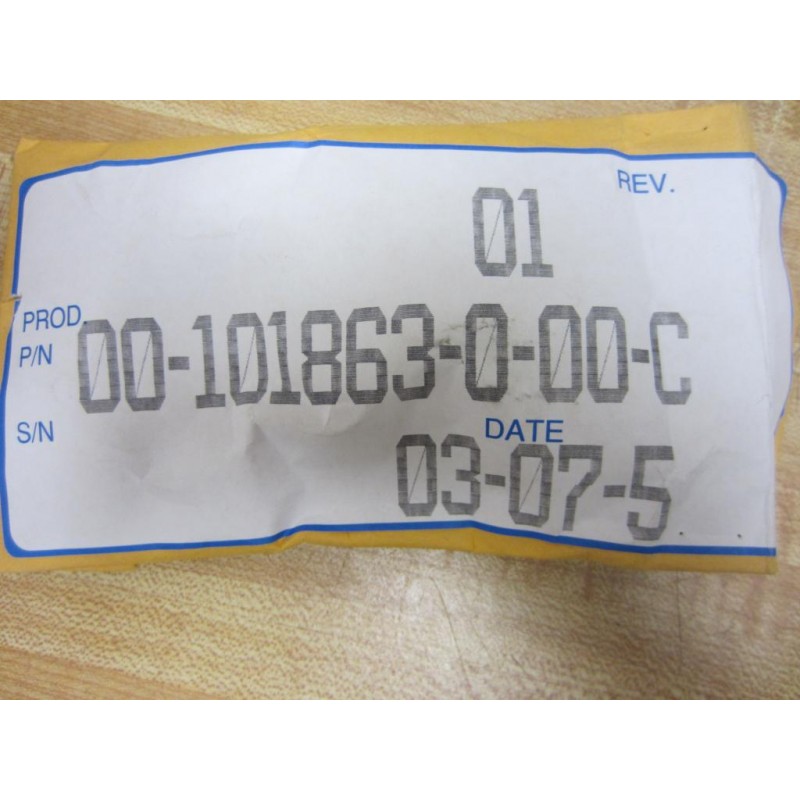 REV.
01
PROD.
P/N 00-101863-0-00-C
S/N DATE
03-07-5